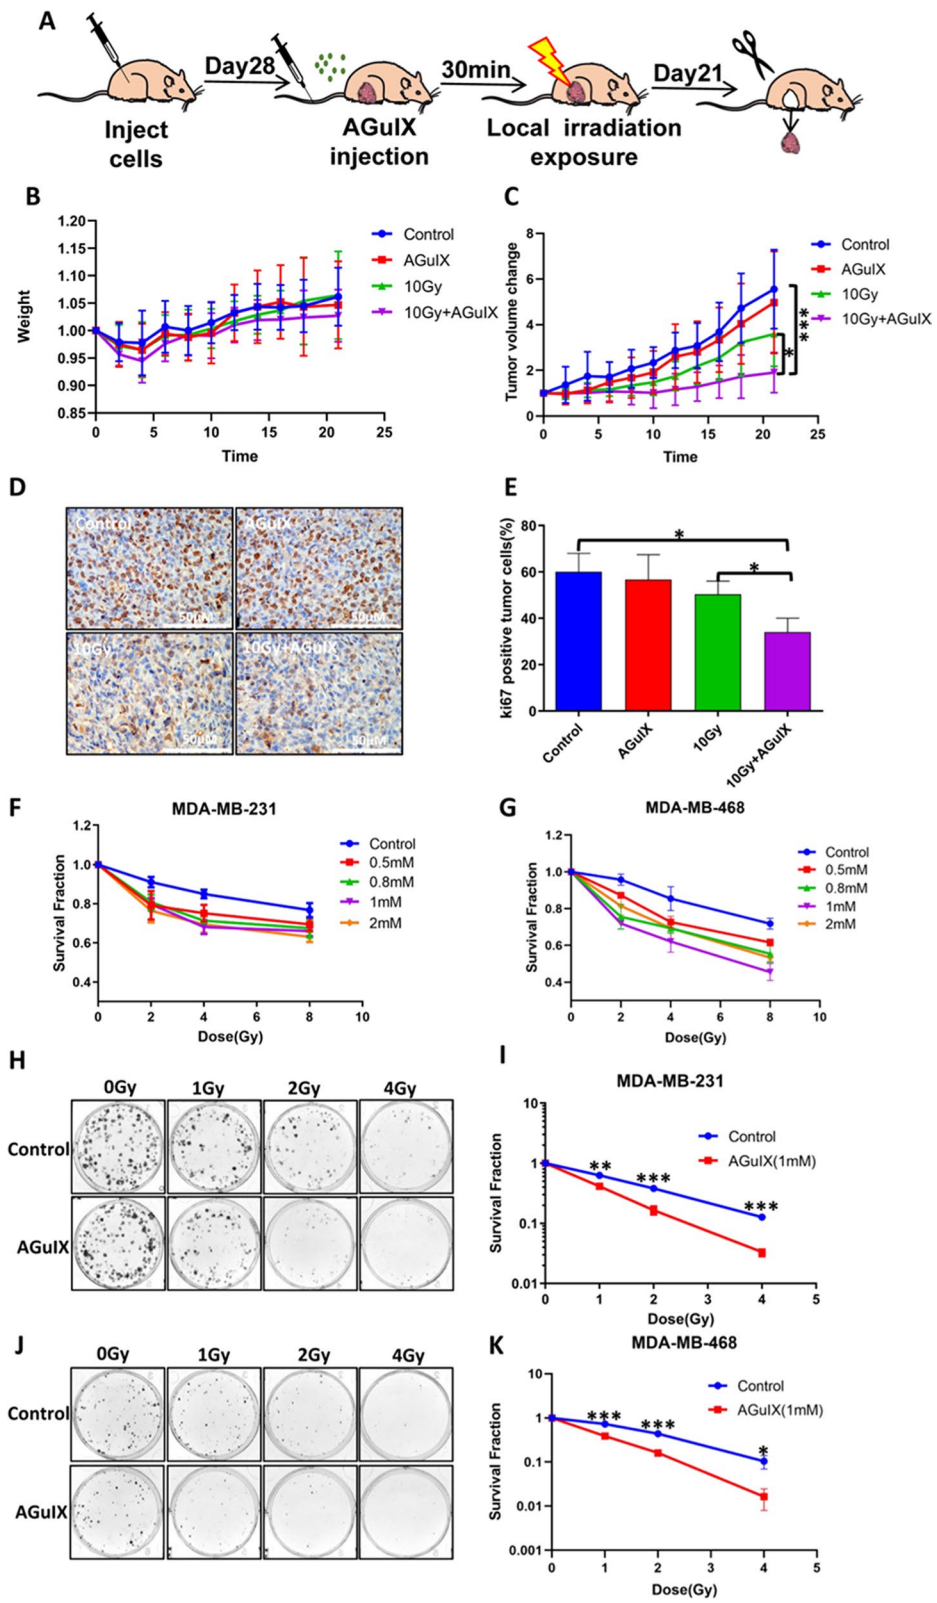 A
Day28
30min
Day21
Inject
cells
AGuIX
injection
Local irradiation
exposure
B
1.20
1.15
1.10
1.05
1.00
0.95
0.90
0.85
Weight
0 5 10 15 20 25
Time
Control
AGuIX
10Gy
10Gy+AGuIX
C
8
6
4
2
0
Tumor volume change
0 5 10 15 20 25
Time
Control
AGuIX
10Gy
10Gy+AGuIX
***
*
D
Control
50μM
AGuIX
50μM
10Gy
50μM
10Gy+AGuIX
50μM
E
80
60
40
20
0
ki67 positive tumor cells(%)
*
*
Control
AGuIX
10Gy
10Gy+AGuIX
F
MDA-MB-231
1.2
1.0
0.8
0.6
0.4
Survival Fraction
0 2 4 6 8 10
Dose(Gy)
Control
0.5mM
0.8mM
1mM
2mM
G
MDA-MB-468
1.2
1.0
0.8
0.6
0.4
Survival Fraction
0 2 4 6 8 10
Dose(Gy)
Control
0.5mM
0.8mM
1mM
2mM
H
0Gy 1Gy 2Gy 4Gy
Control
AGuIX
I
MDA-MB-231
10
1
0.1
0.01
Survival Fraction
** *** ***
0 1 2 3 4 5
Dose(Gy)
Control
AGuIX(1mM)
J
0Gy 1Gy 2Gy 4Gy
Control
AGuIX
K
MDA-MB-468
10
1
0.1
0.01
0.001
Survival Fraction
*** *** *
0 1 2 3 4 5
Dose(Gy)
Control
AGuIX(1mM)